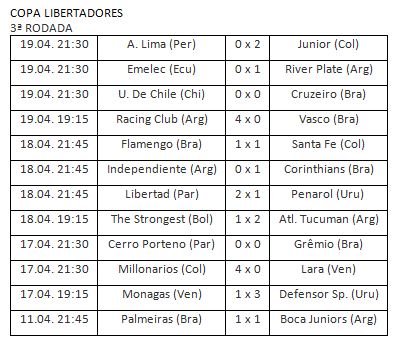 COPA LIBERTADORES
3ª RODADA
19.04. 21:30 A. Lima (Per) 0 x 2 Junior (Col)
19.04. 21:30 Emelec (Ecu) 0 x 1 River Plate (Arg)
19.04. 21:30 U. De Chile (Chi) 0 x 0 Cruzeiro (Bra)
19.04. 19:15 Racing Club (Arg) 4 x 0 Vasco (Bra)
18.04. 21:45 Flamengo (Bra) 1 x 1 Santa Fe (Col)
18.04. 21:45 Independiente (Arg) 0 x 1 Corinthians (Bra)
18.04. 21:45 Libertad (Par) 2 x 1 Penarol (Uru)
18.04. 19:15 The Strongest (Bol) 1 x 2 Atl. Tucuman (Arg)
17.04. 21:30 Cerro Porteno (Par) 0 x 0 Grêmio (Bra)
17.04. 21:30 Millonarios (Col) 4 x 0 Lara (Ven)
17.04. 19:15 Monagas (Ven) 1 x 3 Defensor Sp. (Uru)
11.04. 21:45 Palmeiras (Bra) 1 x 1 Boca Juniors (Arg)